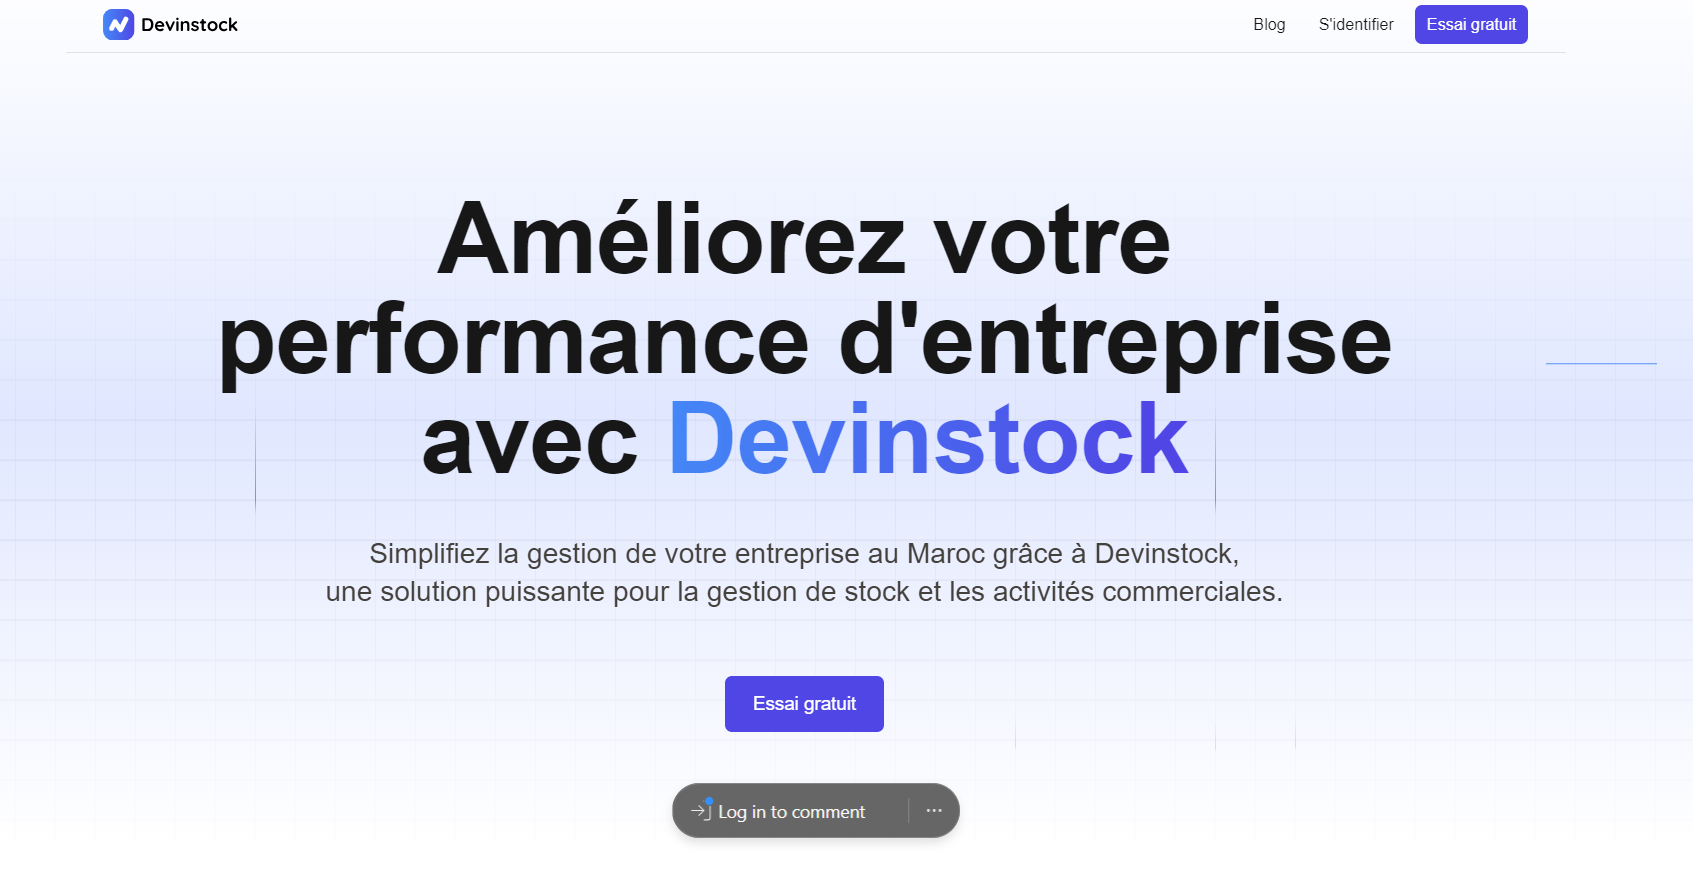 Devinstock
Blog
S'identifier
Essai gratuit
Améliorez votre
performance d'entreprise
avec Devinstock
Simplifiez la gestion de votre entreprise au Maroc grâce à Devinstock,
une solution puissante pour la gestion de stock et les activités commerciales.
Essai gratuit
Log in to comment